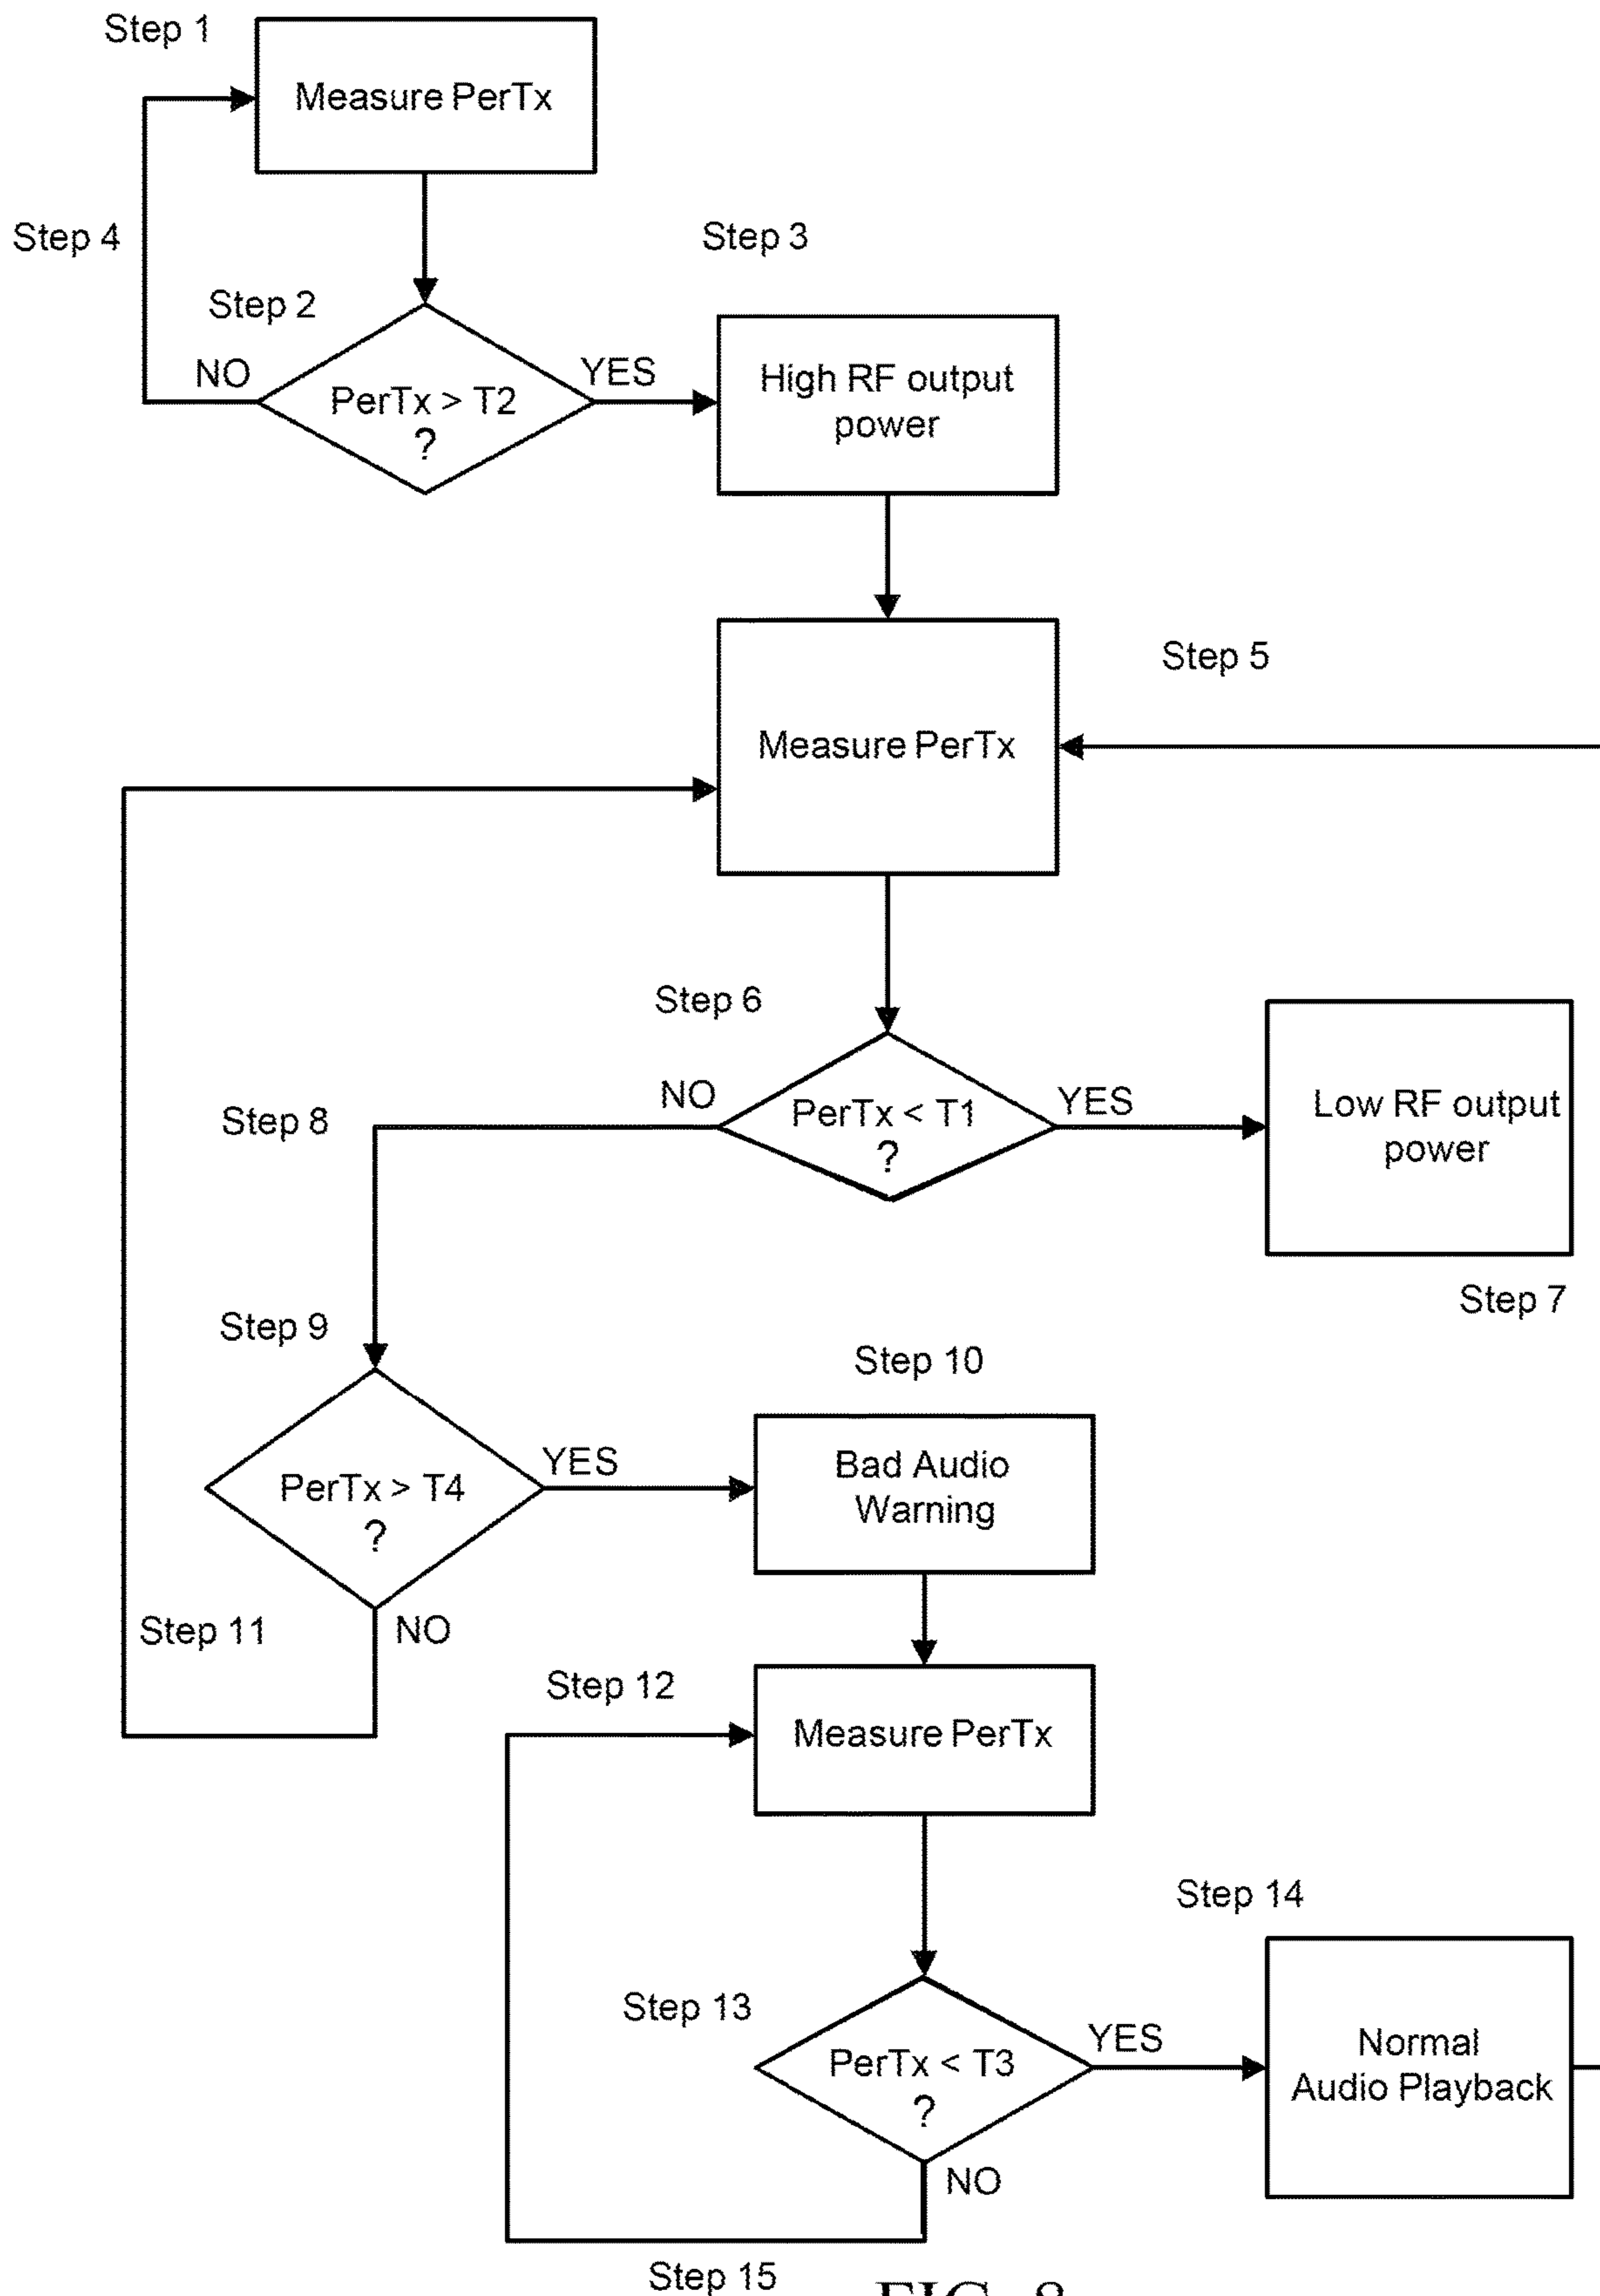 Step 1
Measure PerTx
Step 4
Step 3
Step 2
NO
YES
PerTx > T2
?
High RF output
power
Step 5
Measure PerTx
Step 6
NO
YES
PerTx < T1
?
Low RF output
power
Step 8
Step 7
Step 9
Step 10
YES
PerTx > T4
?
Bad Audio
Warning
Step 11
NO
Step 12
Measure PerTx
Step 14
Step 13
YES
PerTx < T3
?
Normal
Audio Playback
NO
Step 15
FIG. 8